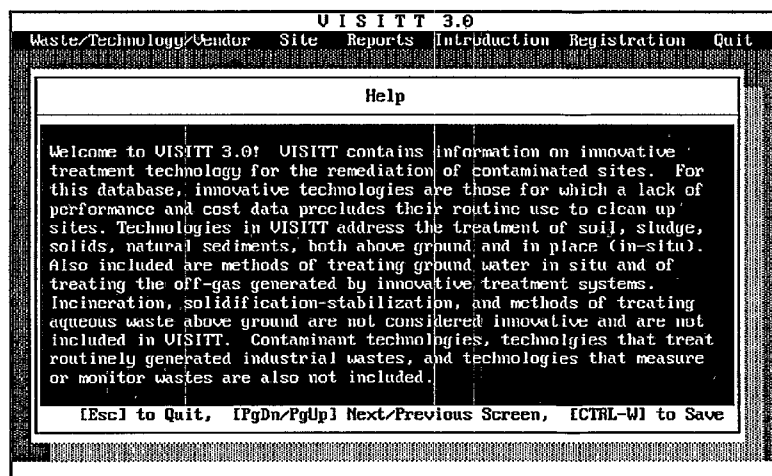 V I S I T T 3.0
Waste/Technology/Vendor Site Reports Introduction Registration Quit
Help
Welcome to VISITT 3.0! VISITT contains information on innovative
treatment technology for the remediation of contaminated sites. For
this database, innovative technologies are those for which a lack of
performance and cost data precludes their routine use to clean up
sites. Technologies in VISITT address the treatment of soil, sludge,
solids, natural sediments, both above ground and in place (in-situ).
Also included are methods of treating ground water in situ and of
treating the off-gas generated by innovative treatment systems.
Incineration, solidification-stabilization, and methods of treating
aqueous waste above ground are not considered innovative and are not
included in VISITT. Contaminant technologies, technolgies that treat
routinely generated industrial wastes, and technologies that measure
or monitor wastes are also not included.
[Esc] to Quit, [PgDn/PgUp] Next/Previous Screen, [CTRL-W] to Save